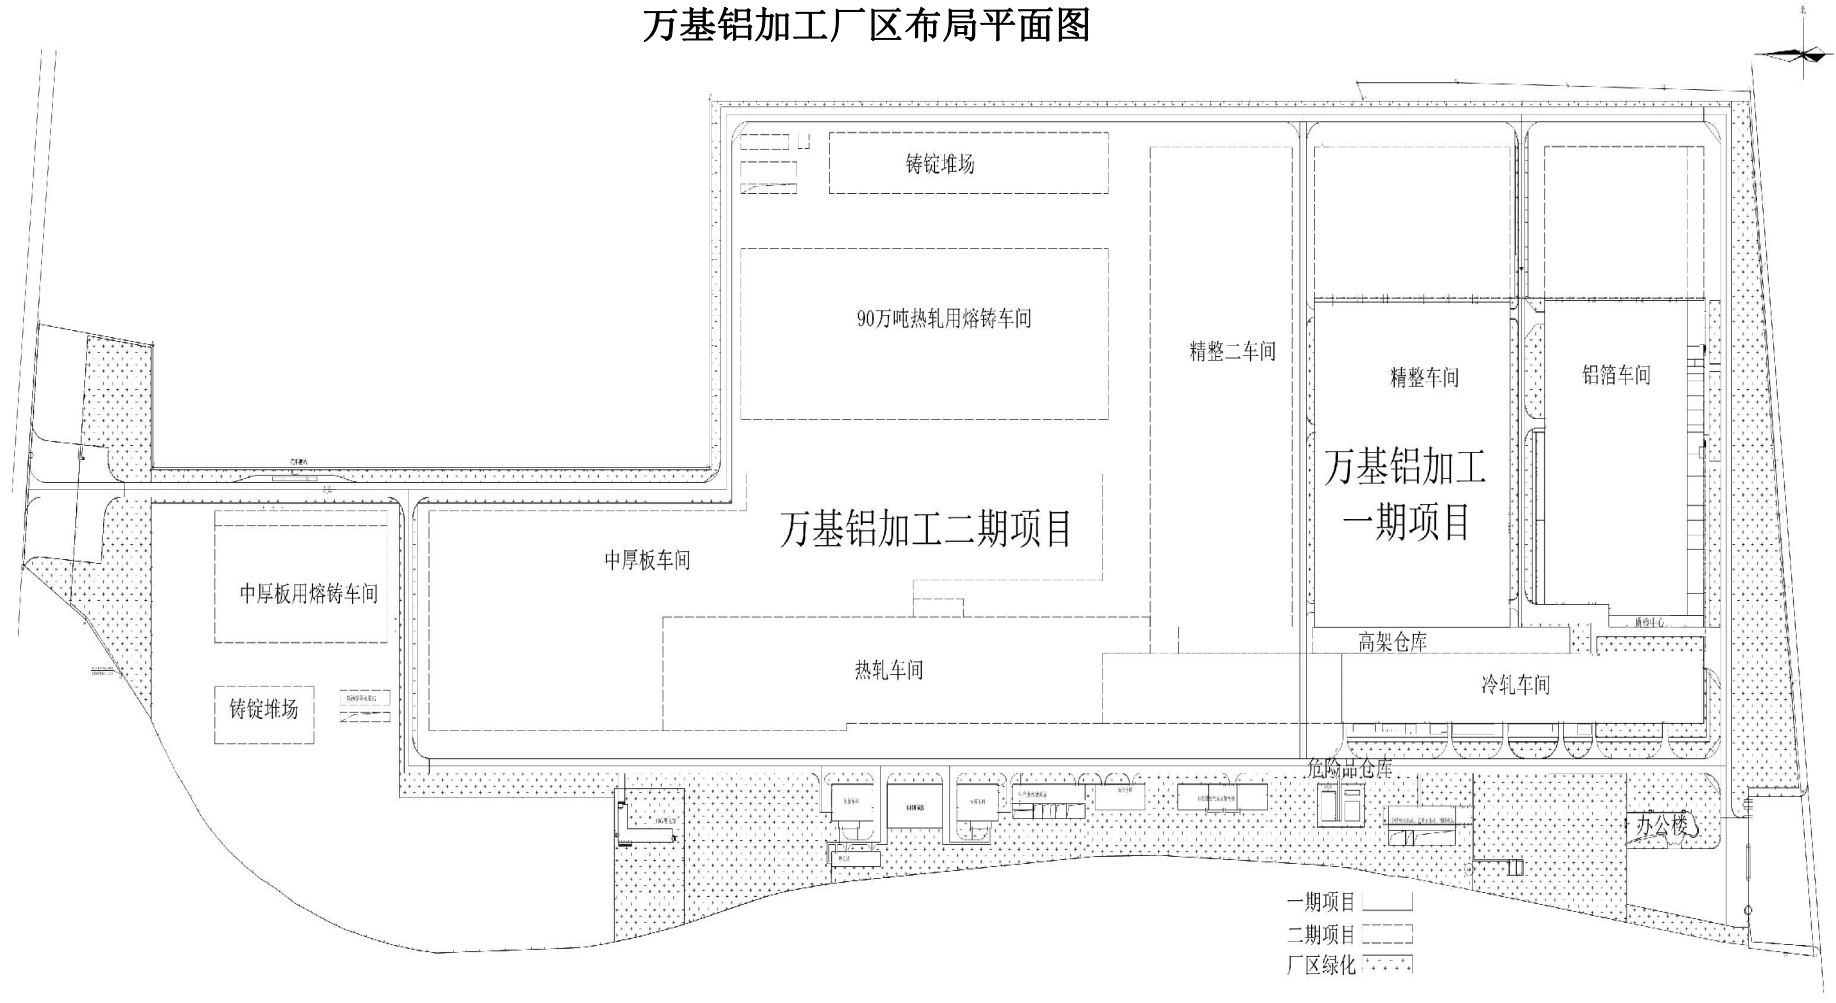 万基铝加工厂区布局平面图
北
铸锭堆场
90万吨热轧用熔铸车间
精整二车间
精整车间
铝箔车间
万基铝加工
一期项目
万基铝加工二期项目
中厚板车间
中厚板用熔铸车间
质检中心
高架仓库
热轧车间
冷轧车间
铸锭堆场
危险品仓库
办公楼
一期项目
二期项目
厂区绿化